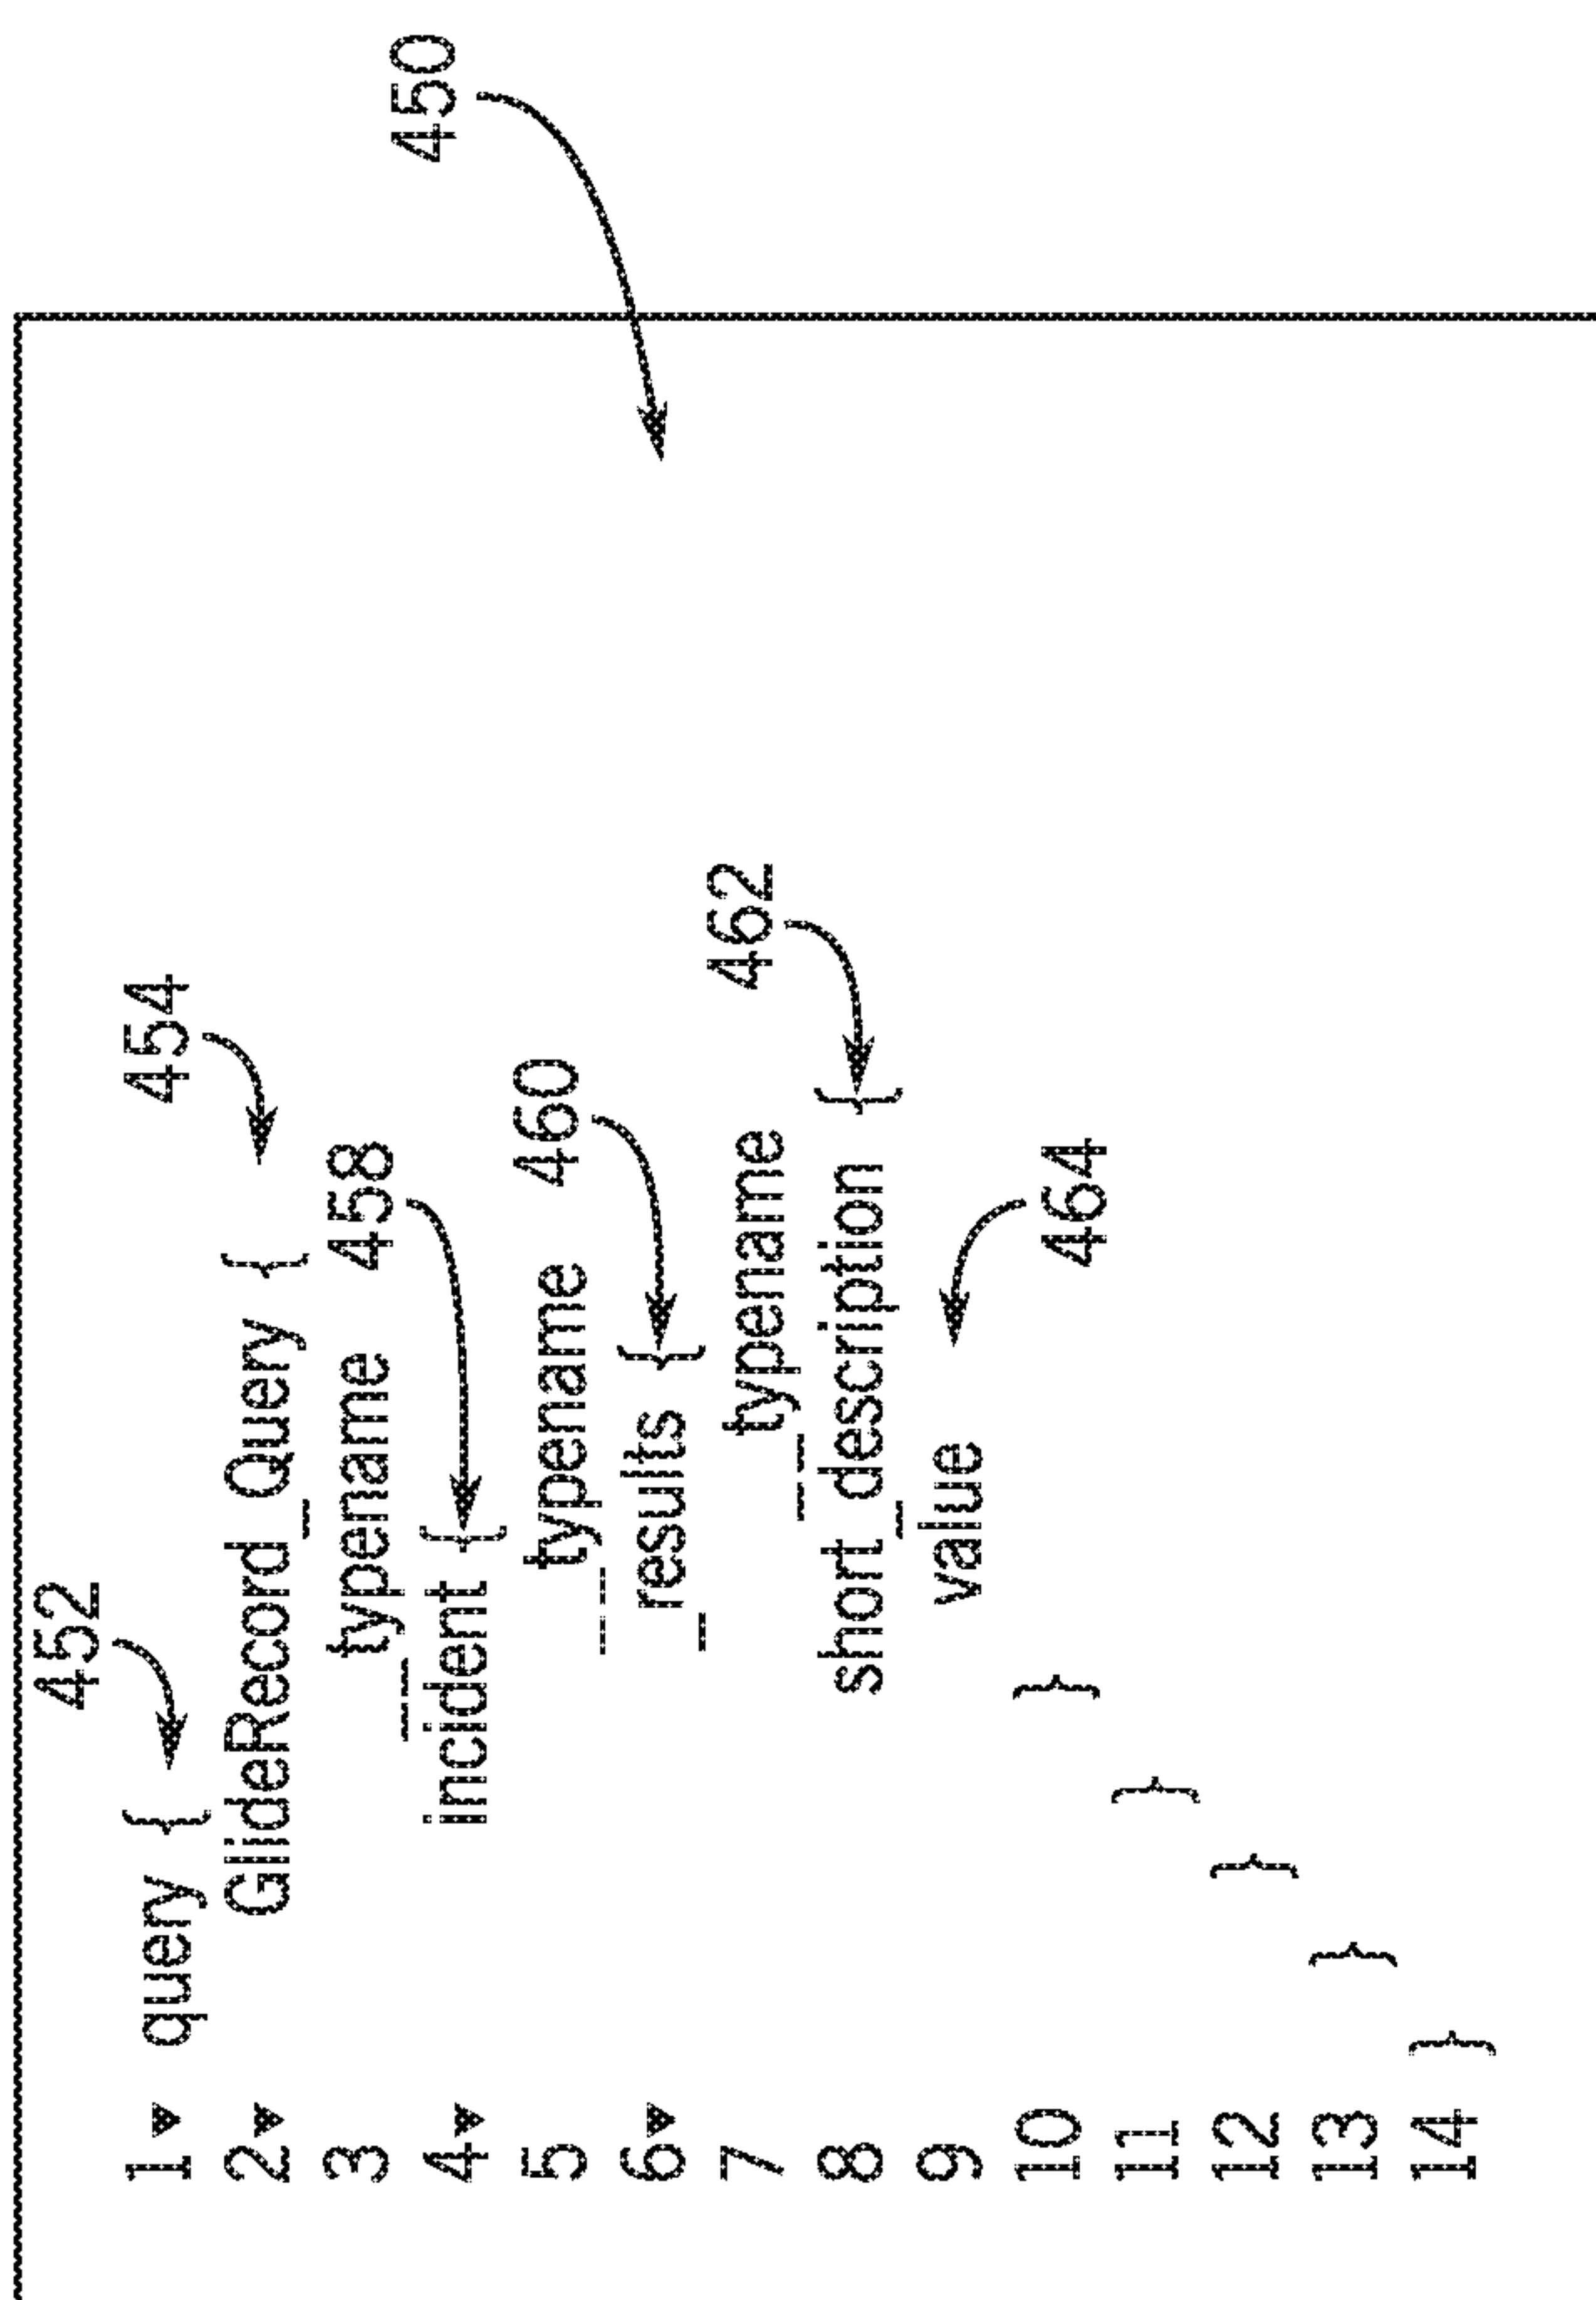 452
1▾ query {
454
2▾ GlideRecord_Query {
3 __typename
458
450
4▾ incident {
5 __typename
460
6▾ _results {
7 __typename
462
8 short_description {
9 value
464
10 }
11 }
12 }
13 }
14 }